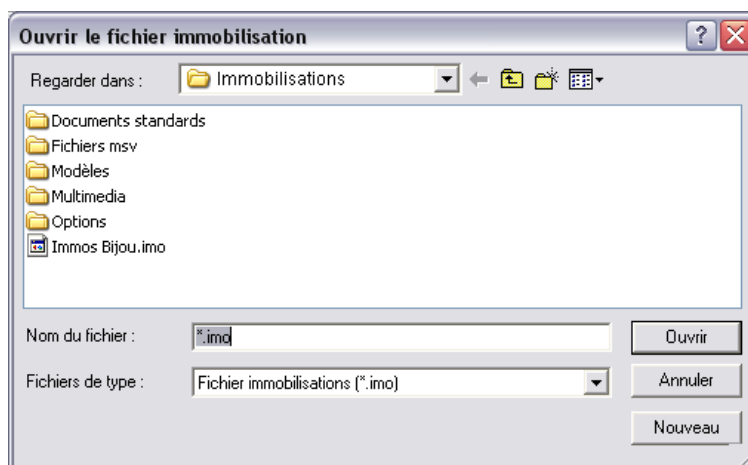 Ouvrir le fichier immobilisation
Regarder dans :
Immobilisations
Documents standards
Fichiers msv
Modèles
Multimedia
Options
Immos Bijou.imo
Nom du fichier :
*.imo
Ouvrir
Fichiers de type :
Fichier immobilisations (*.imo)
Annuler
Nouveau